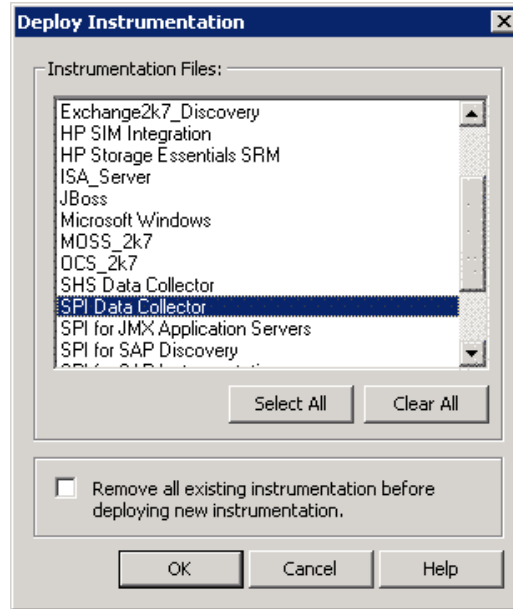 Deploy Instrumentation
Instrumentation Files:
Exchange2k7_Discovery
HP SIM Integration
HP Storage Essentials SRM
ISA_Server
JBoss
Microsoft Windows
MOSS_2k7
OCS_2k7
SHS Data Collector
SPI Data Collector
SPI for JMX Application Servers
SPI for SAP Discovery
Select All
Clear All
Remove all existing instrumentation before
deploying new instrumentation.
OK
Cancel
Help